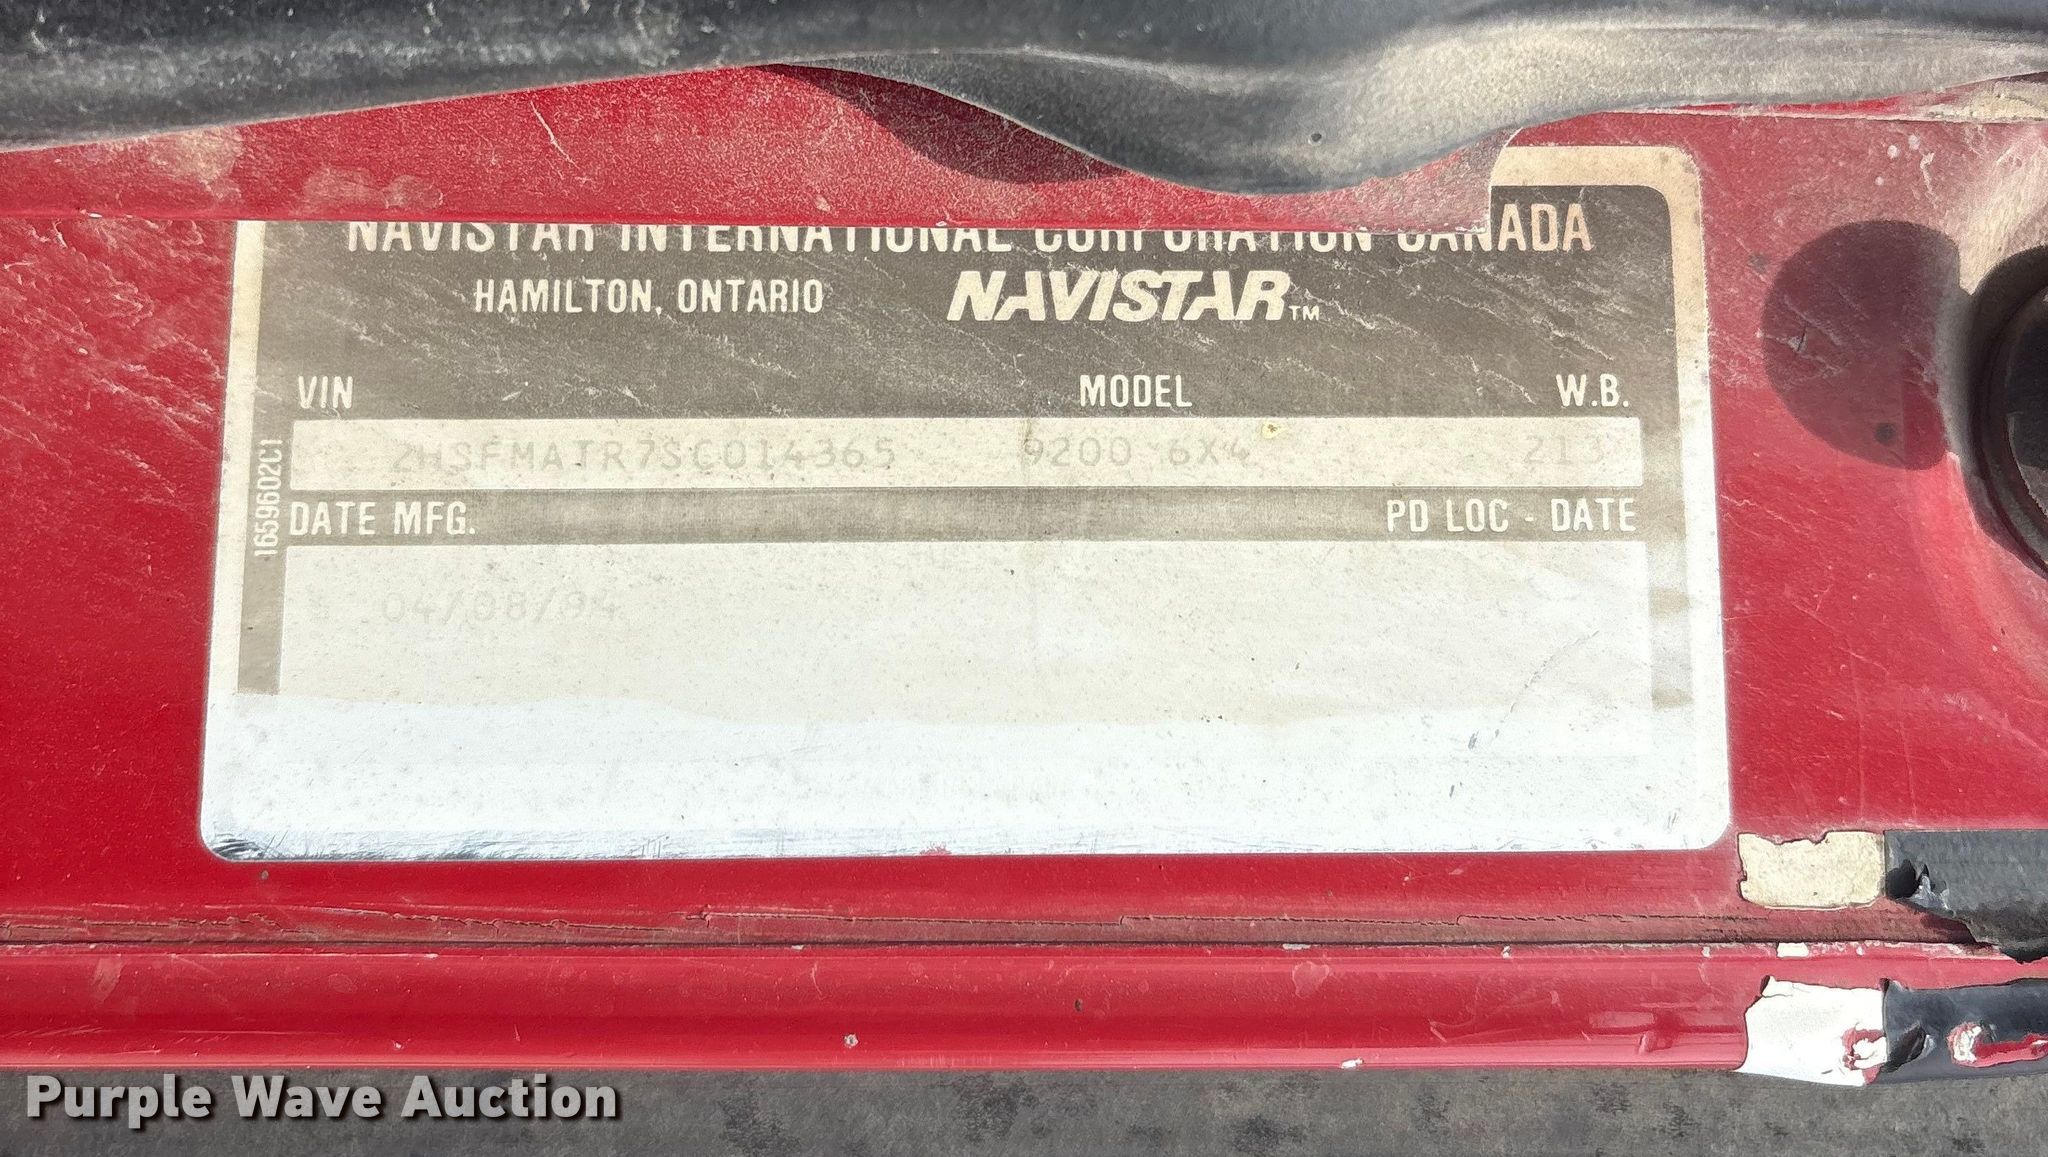 NAVISTAR INTERNATIONAL CORPORATION CANADA
HAMILTON, ONTARIO NAVISTAR™
VIN MODEL W.B.
2HSFMATR7SC014365 9200 6X4 213
DATE MFG. PD LOC - DATE
04/08/94
1659602C1
Purple Wave Auction